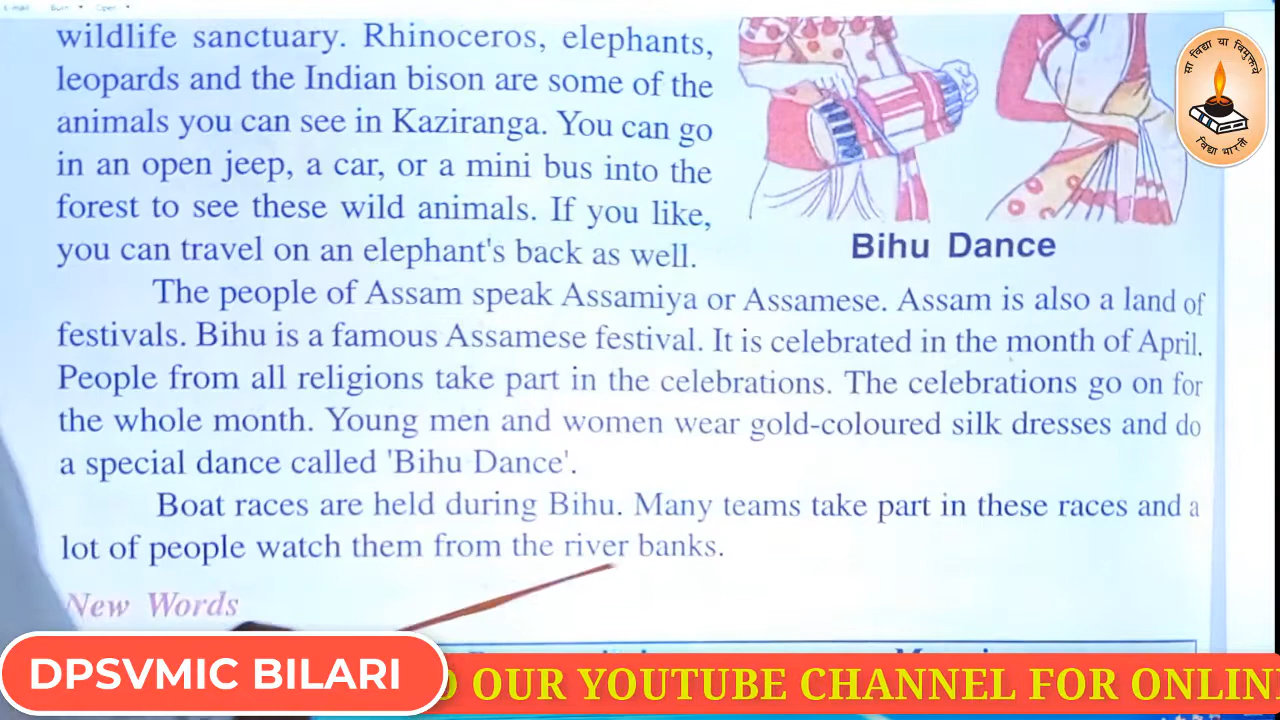 E-mail Burn Open
सा विद्या या विमुक्तये
विद्या भारती
wildlife sanctuary. Rhinoceros, elephants,
leopards and the Indian bison are some of the
animals you can see in Kaziranga. You can go
in an open jeep, a car, or a mini bus into the
forest to see these wild animals. If you like,
you can travel on an elephant's back as well.
Bihu Dance
The people of Assam speak Assamiya or Assamese. Assam is also a land of
festivals. Bihu is a famous Assamese festival. It is celebrated in the month of April.
People from all religions take part in the celebrations. The celebrations go on for
the whole month. Young men and women wear gold-coloured silk dresses and do
a special dance called 'Bihu Dance'.
Boat races are held during Bihu. Many teams take part in these races and a
lot of people watch them from the river banks.
New Words
DPSVMIC BILARI
OUR YOUTUBE CHANNEL FOR ONLIN